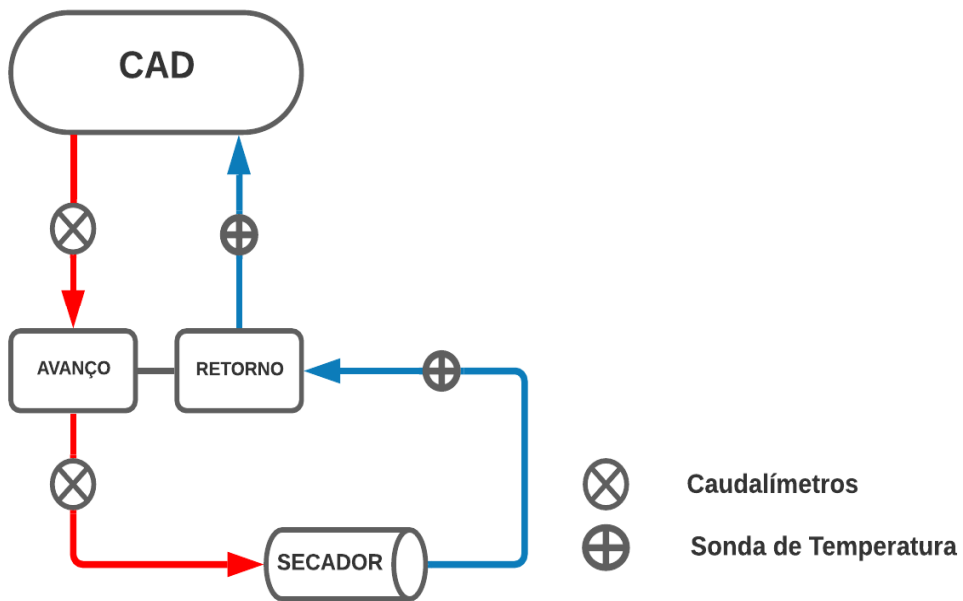 CAD
AVANÇO
RETORNO
SECADOR
Caudalímetros
Sonda de Temperatura